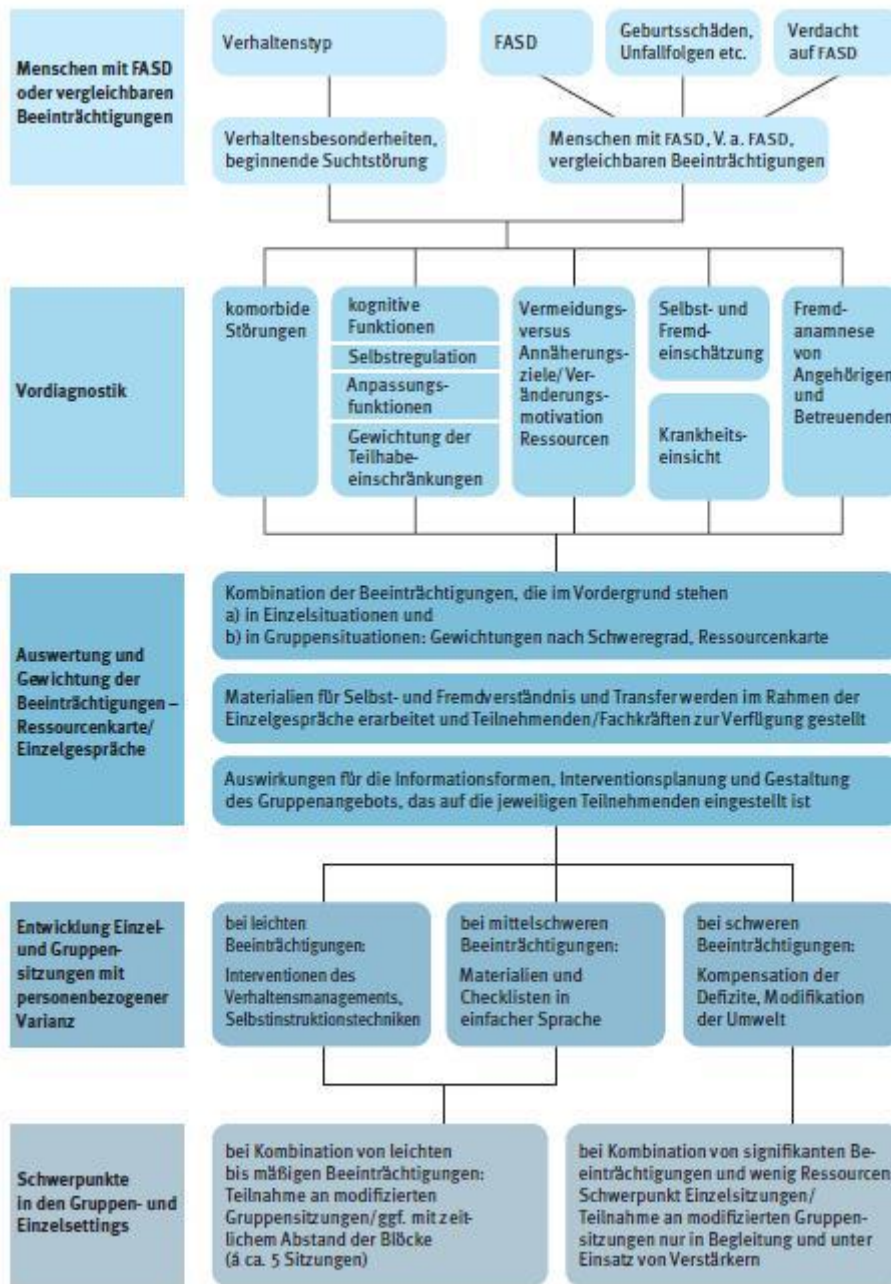 Menschen mit FASD
oder vergleichbaren
Beeinträchtigungen
Verhaltenstyp
FASD
Geburtsschäden,
Unfallfolgen etc.
Verdacht
auf FASD
Verhaltensbesonderheiten,
beginnende Suchtstörung
Menschen mit FASD, V. a. FASD,
vergleichbaren Beeinträchtigungen
Vordiagnostik
komorbide
Störungen
kognitive
Funktionen
Selbstregulation
Anpassungs-
funktionen
Gewichtung der
Teilhabe-
einschränkungen
Vermeidungs-
versus
Annäherungs-
ziele/Ver-
änderungs-
motivation
Ressourcen
Selbst- und
Fremd-
einschätzung
Krankheits-
einsicht
Fremd-
anamnese
von
Angehörigen
und
Betreuenden
Auswertung und
Gewichtung der
Beeinträchtigungen –
Ressourcenkarte/
Einzelgespräche
Kombination der Beeinträchtigungen, die im Vordergrund stehen
a) in Einzelsituationen und
b) in Gruppensituationen: Gewichtungen nach Schweregrad, Ressourcenkarte
Materialien für Selbst- und Fremdverständnis und Transfer werden im Rahmen der
Einzelgespräche erarbeitet und Teilnehmenden/Fachkräften zur Verfügung gestellt
Auswirkungen für die Informationsformen, Interventionsplanung und Gestaltung
des Gruppenangebots, das auf die jeweiligen Teilnehmenden eingestellt ist
Entwicklung Einzel-
und Gruppen-
sitzungen mit
personenbezogener
Varianz
bei leichten
Beeinträchtigungen:
Interventionen des
Verhaltensmanagements,
Selbstinstruktionstechniken
bei mittelschweren
Beeinträchtigungen:
Materialien und
Checklisten in
einfacher Sprache
bei schweren
Beeinträchtigungen:
Kompensation der
Defizite, Modifikation
der Umwelt
Schwerpunkte
in den Gruppen- und
Einzelsettings
bei Kombination von leichten
bis mäßigen Beeinträchtigungen:
Teilnahme an modifizierten
Gruppensitzungen/ggf. mit zeit-
lichem Abstand der Blöcke
(á ca. 5 Sitzungen)
bei Kombination von signifikanten Be-
einträchtigungen und wenig Ressourcen
Schwerpunkt Einzelsitzungen/
Teilnahme an modifizierten Gruppen-
sitzungen nur in Begleitung und unter
Einsatz von Verstärkern